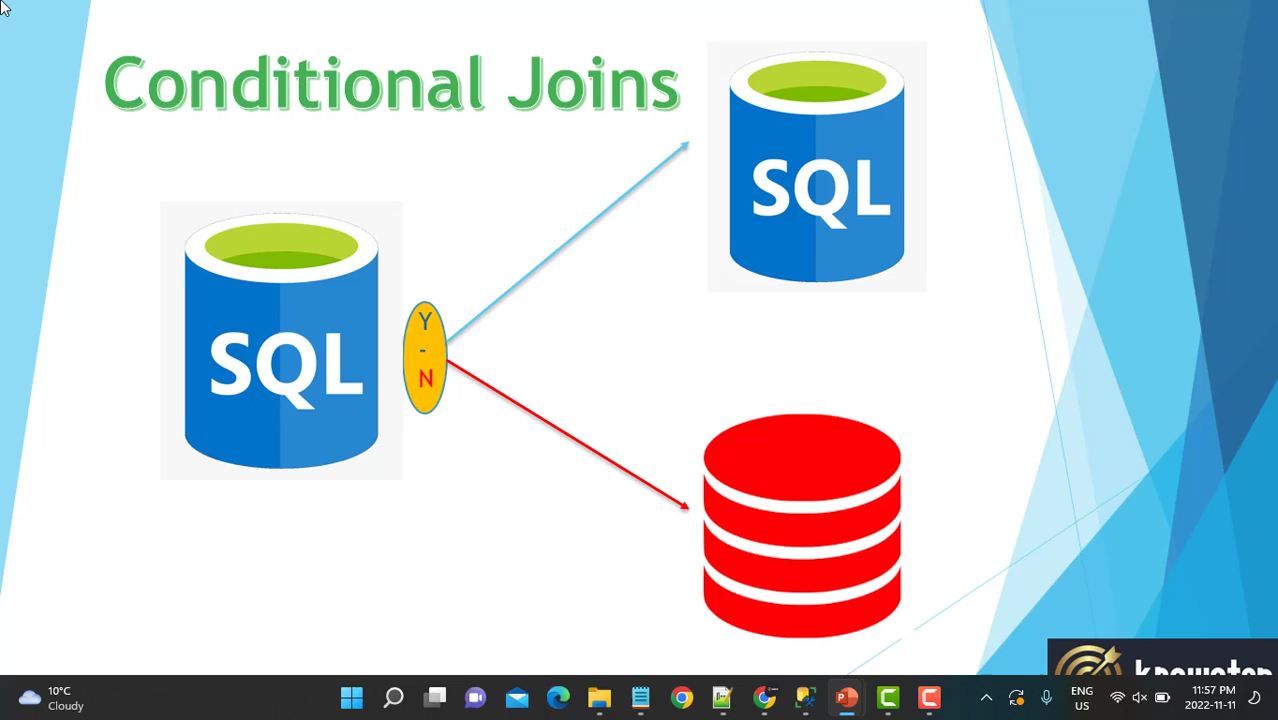 Conditional Joins
SQL
SQL
Y
-
N
10°C
Cloudy
ENG
US
11:57 PM
2022-11-11